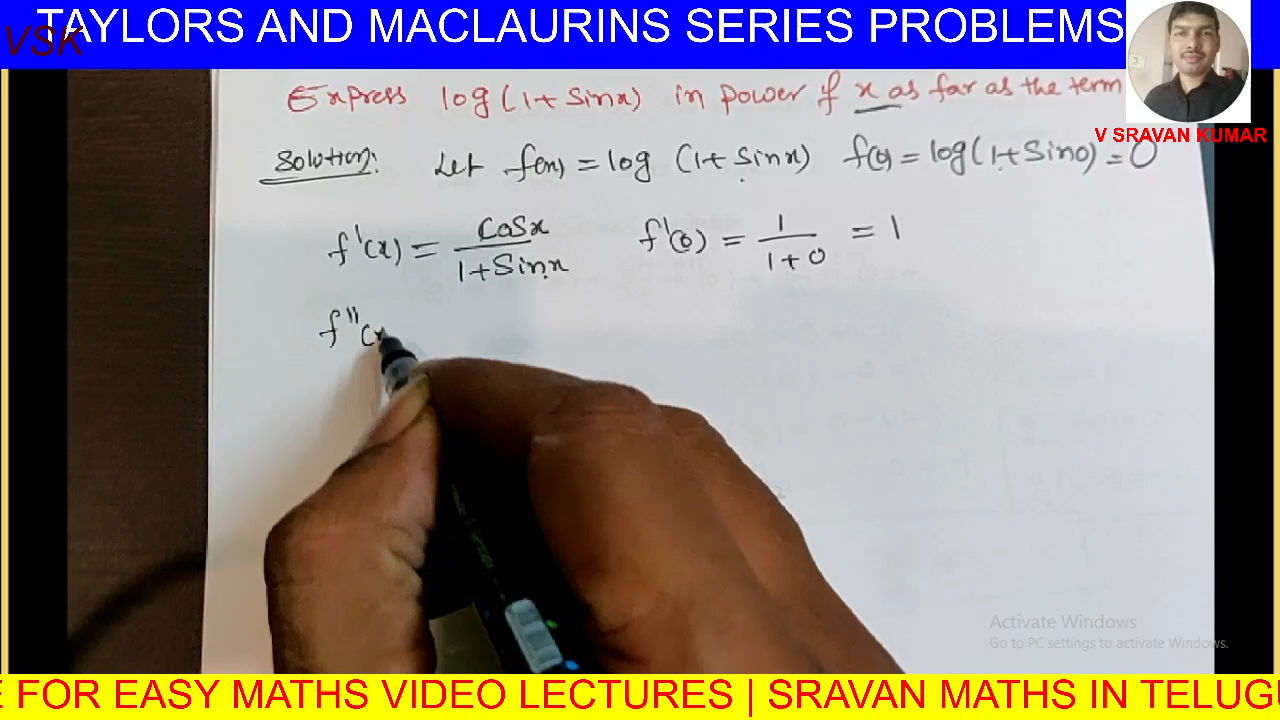 TAYLORS AND MACLAURINS SERIES PROBLEMS
VSK
V SRAVAN KUMAR
Express log(1+Sinx) in power of x as far as the term
Solution: Let f(x) = log (1+Sinx) f(0) = log(1+Sin0) = 0
f'(x) = Cosx / 1+Sinx f'(0) = 1 / 1+0 = 1
f''(x
Activate Windows
Go to PC settings to activate Windows.
FOR EASY MATHS VIDEO LECTURES | SRAVAN MATHS IN